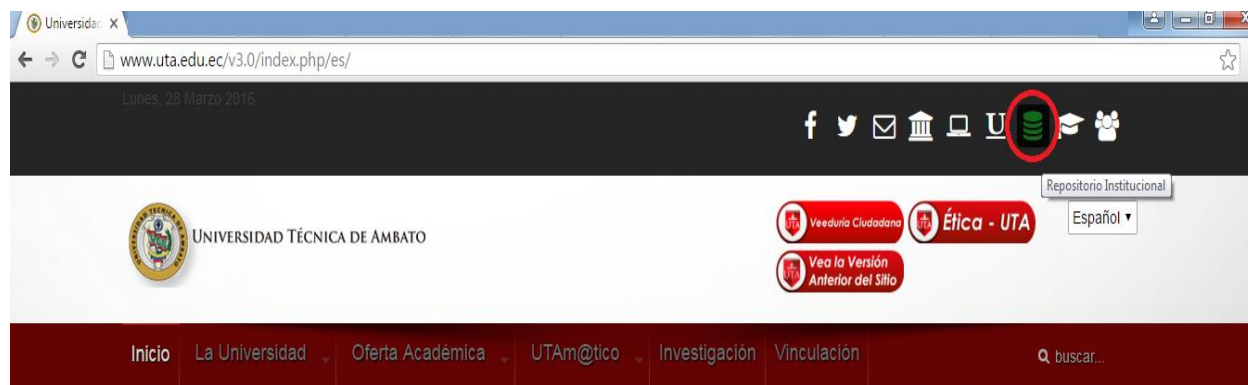 Universidad
www.uta.edu.ec/v3.0/index.php/es/
Lunes, 28 Marzo 2016
U
Repositorio Institucional
UNIVERSIDAD TÉCNICA DE AMBATO
Veeduría Ciudadana
Ética - UTA
Español
Vea la Versión
Anterior del Sitio
Inicio La Universidad Oferta Académica UTAm@tico Investigación Vinculación buscar...